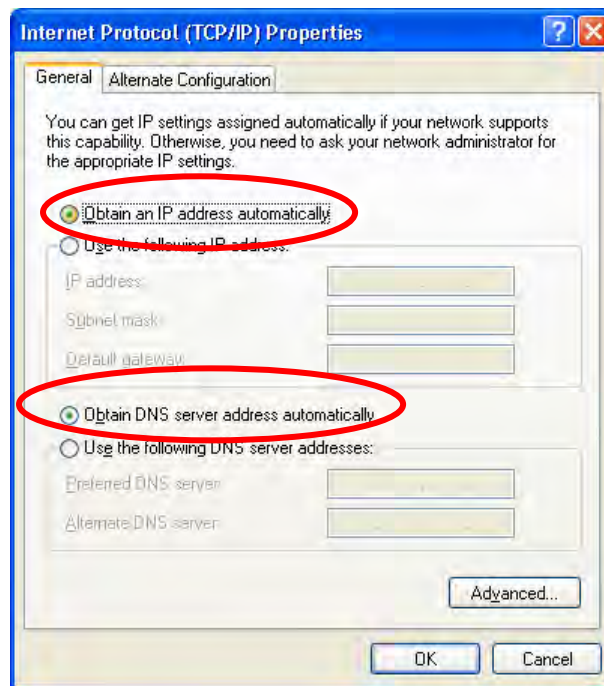 Internet Protocol (TCP/IP) Properties
General
Alternate Configuration
You can get IP settings assigned automatically if your network supports
this capability. Otherwise, you need to ask your network administrator for
the appropriate IP settings.
Obtain an IP address automatically
Use the following IP address:
IP address:
Subnet mask:
Default gateway:
Obtain DNS server address automatically
Use the following DNS server addresses:
Preferred DNS server:
Alternate DNS server:
Advanced...
OK
Cancel